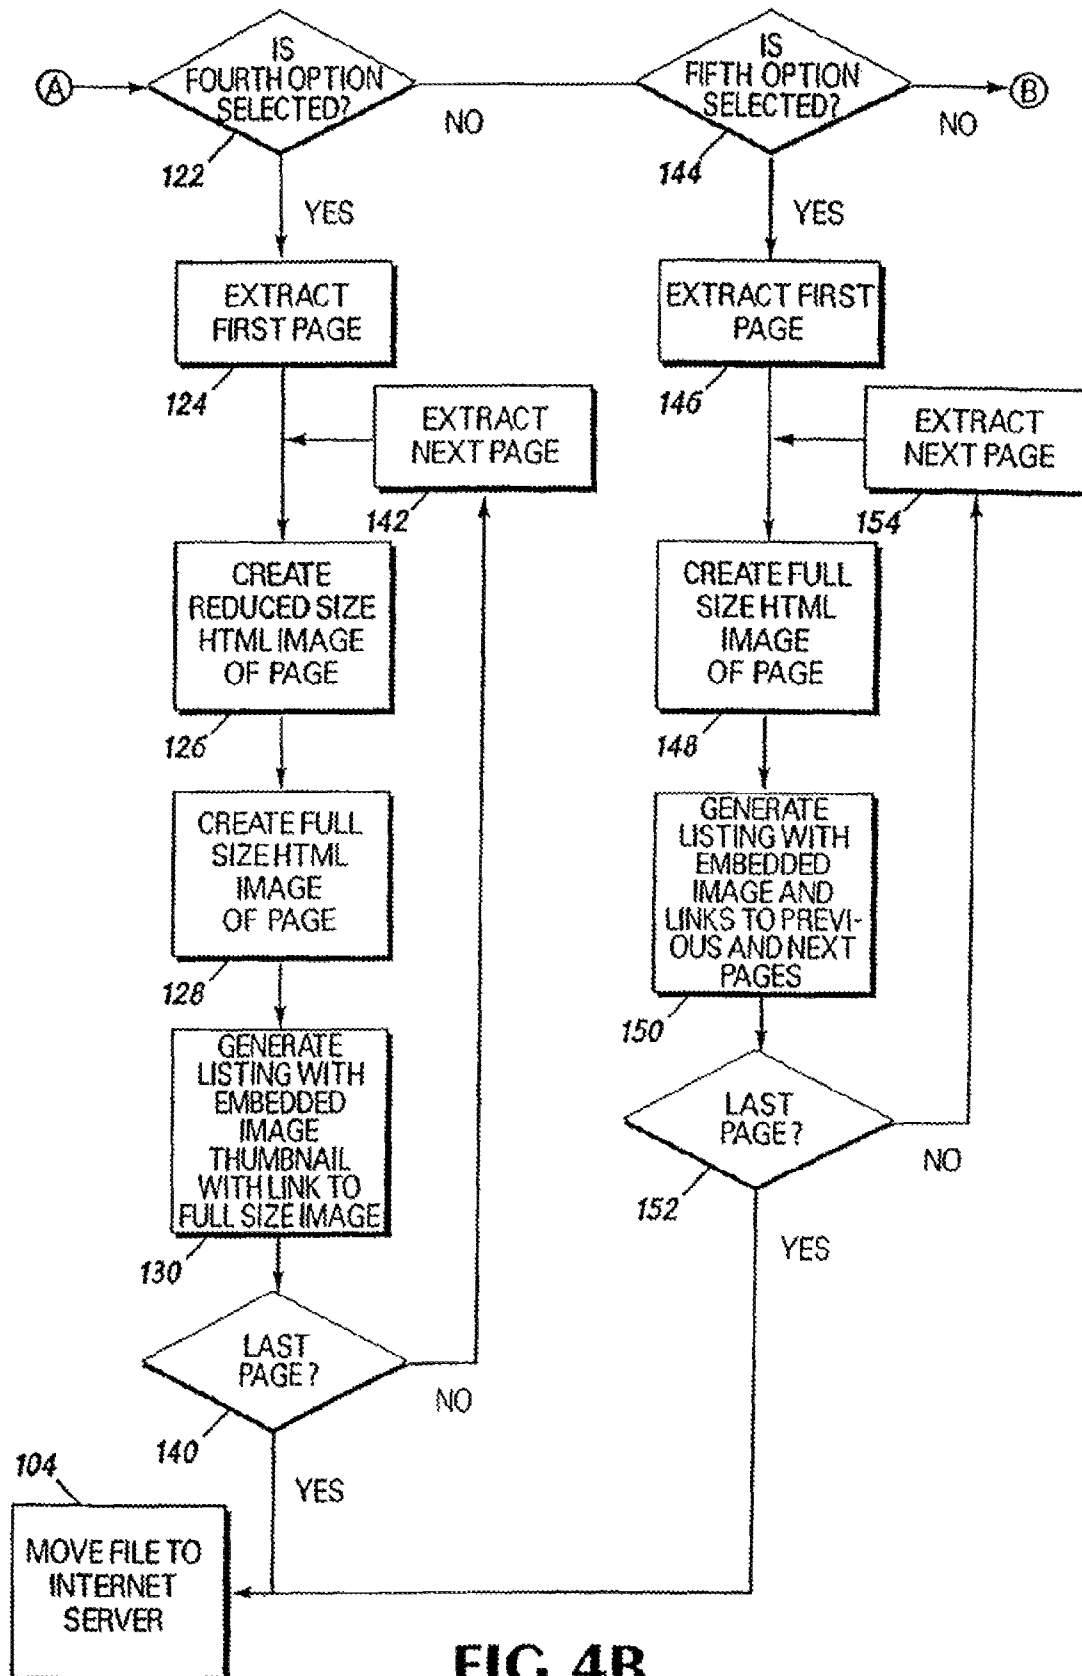 IS
FOURTH OPTION
SELECTED?
A
NO
122
YES
IS
FIFTH OPTION
SELECTED?
B
NO
144
YES
EXTRACT
FIRST PAGE
124
EXTRACT
NEXT PAGE
142
CREATE
REDUCED SIZE
HTML IMAGE
OF PAGE
126
CREATE FULL
SIZE HTML
IMAGE
OF PAGE
128
GENERATE
LISTING WITH
EMBEDDED
IMAGE
THUMBNAIL
WITH LINK TO
FULL SIZE IMAGE
130
LAST
PAGE?
NO
140
YES
EXTRACT FIRST
PAGE
146
EXTRACT
NEXT PAGE
154
CREATE FULL
SIZE HTML
IMAGE
OF PAGE
148
GENERATE
LISTING WITH
EMBEDDED
IMAGE AND
LINKS TO PREVI-
OUS AND NEXT
PAGES
150
LAST
PAGE?
NO
152
YES
104
MOVE FILE TO
INTERNET
SERVER
FIG. 4B